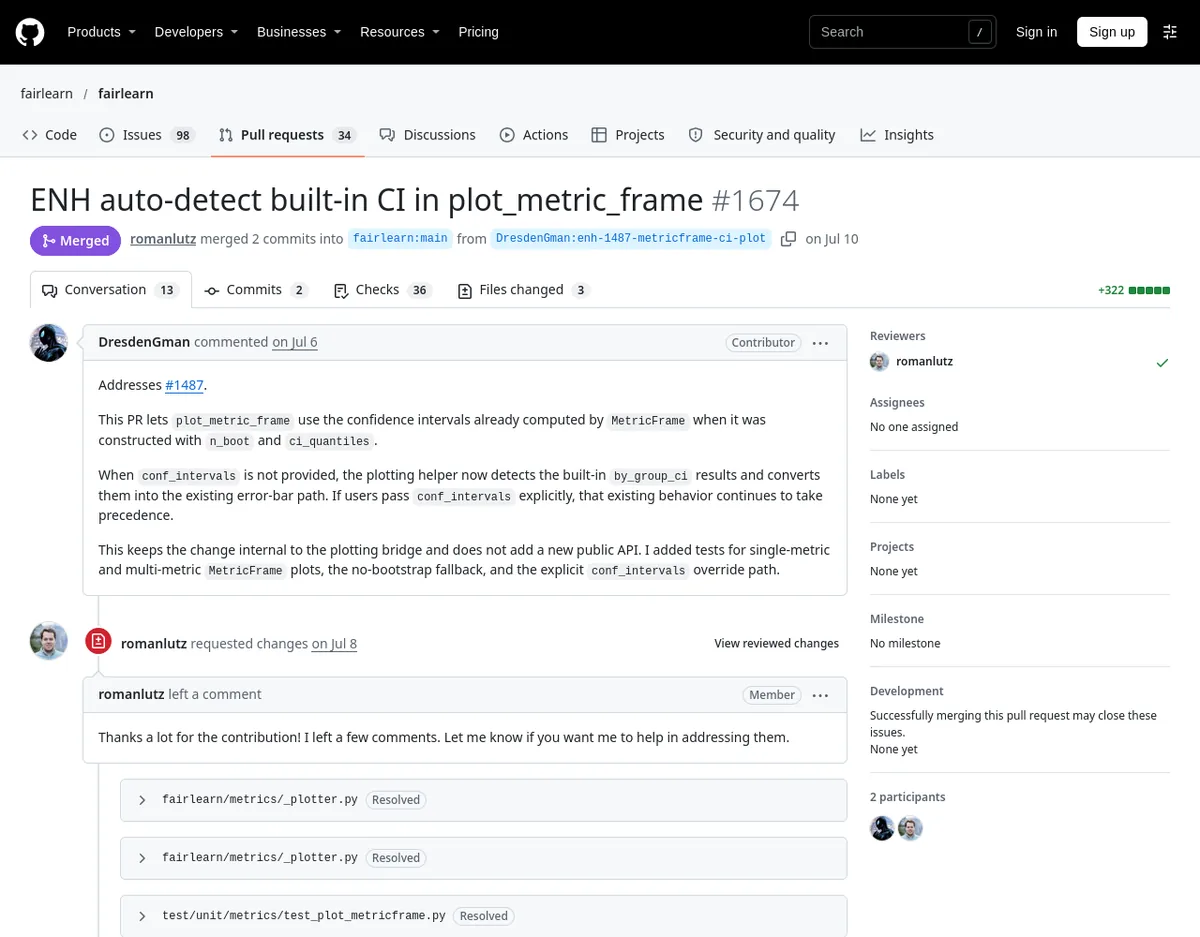 Products Developers Businesses Resources Pricing Search / Sign in Sign up
fairlearn / fairlearn
Code Issues 98 Pull requests 34 Discussions Actions Projects Security and quality Insights
ENH auto-detect built-in CI in plot_metric_frame #1674
Merged romanlutz merged 2 commits into fairlearn:main from DresdenGman:enh-1487-metricframe-ci-plot on Jul 10
Conversation 13 Commits 2 Checks 36 Files changed 3 +322
DresdenGman commented on Jul 6 Contributor
Addresses #1487.
This PR lets plot_metric_frame use the confidence intervals already computed by MetricFrame when it was
constructed with n_boot and ci_quantiles.
When conf_intervals is not provided, the plotting helper now detects the built-in by_group_ci results and converts
them into the existing error-bar path. If users pass conf_intervals explicitly, that existing behavior continues to take
precedence.
This keeps the change internal to the plotting bridge and does not add a new public API. I added tests for single-metric
and multi-metric MetricFrame plots, the no-bootstrap fallback, and the explicit conf_intervals override path.
romanlutz requested changes on Jul 8 View reviewed changes
romanlutz left a comment Member
Thanks a lot for the contribution! I left a few comments. Let me know if you want me to help in addressing them.
fairlearn/metrics/_plotter.py Resolved
fairlearn/metrics/_plotter.py Resolved
test/unit/metrics/test_plot_metricframe.py Resolved
Reviewers
romanlutz
Assignees
No one assigned
Labels
None yet
Projects
None yet
Milestone
No milestone
Development
Successfully merging this pull request may close these
issues.
None yet
2 participants